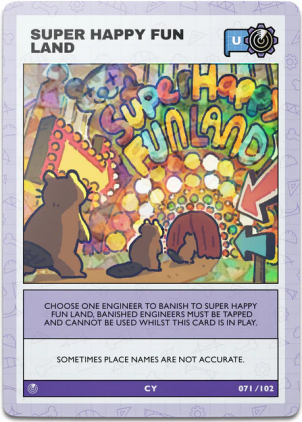 SUPER HAPPY FUN
LAND
U
Super Happy
FUNLAND
CHOOSE ONE ENGINEER TO BANISH TO SUPER HAPPY
FUN LAND, BANISHED ENGINEERS MUST BE TAPPED
AND CANNOT BE USED WHILST THIS CARD IS IN PLAY.
SOMETIMES PLACE NAMES ARE NOT ACCURATE.
CY
071 /102